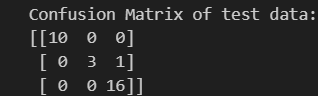 Confusion Matrix of test data:
[[10  0  0]
 [ 0  3  1]
 [ 0  0 16]]